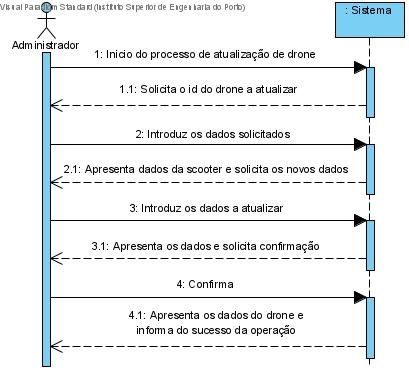 Visual Paradigm Standard(Instituto Superior de Engenharia do Porto)
: Sistema
Administrador
1: Inicio do processo de atualização de drone
1.1: Solicita o id do drone a atualizar
2: Introduz os dados solicitados
2.1: Apresenta dados da scooter e solicita os novos dados
3: Introduz os dados a atualizar
3.1: Apresenta os dados e solicita confirmação
4: Confirma
4.1: Apresenta os dados do drone e
informa do sucesso da operação